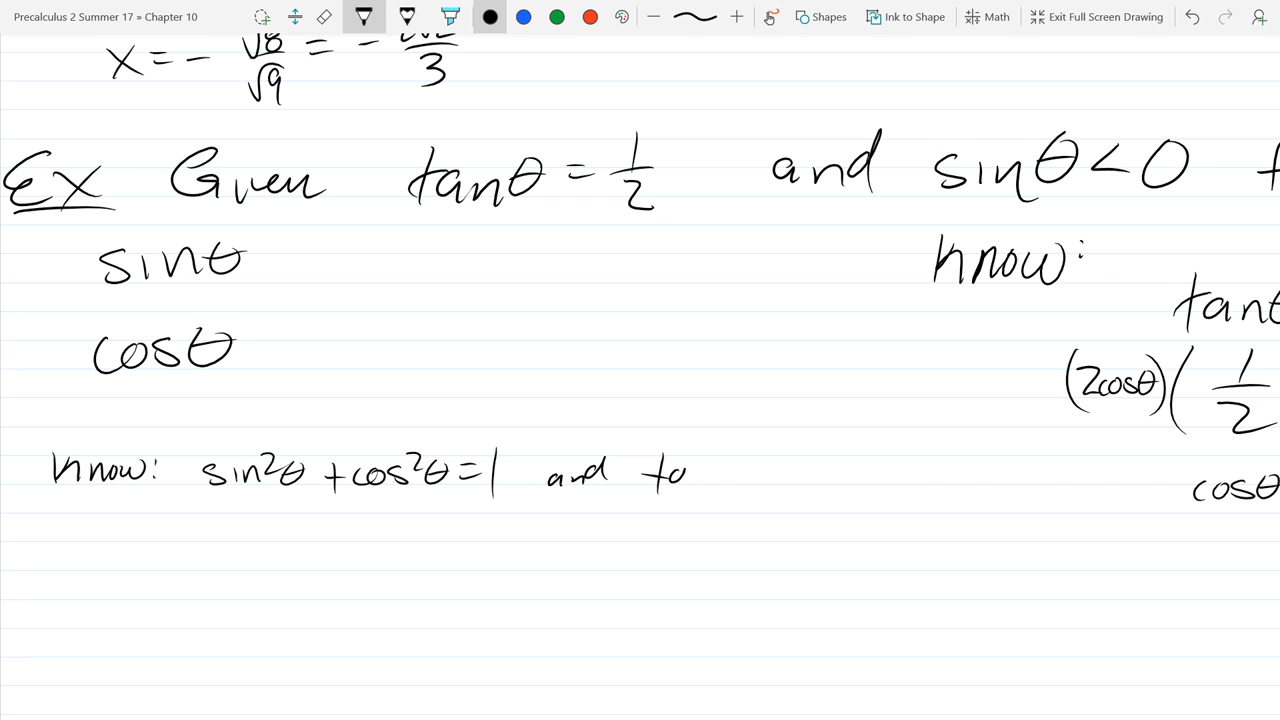 Precalculus 2 Summer 17 » Chapter 10
Shapes Ink to Shape Math Exit Full Screen Drawing
x = - √8/√9 = - /3
Ex Given tanθ = 1/2 and sinθ < 0 f
sinθ
cosθ
know:
tanθ
(2cosθ)( 1/2
cosθ
know: sin²θ + cos²θ = 1 and ta